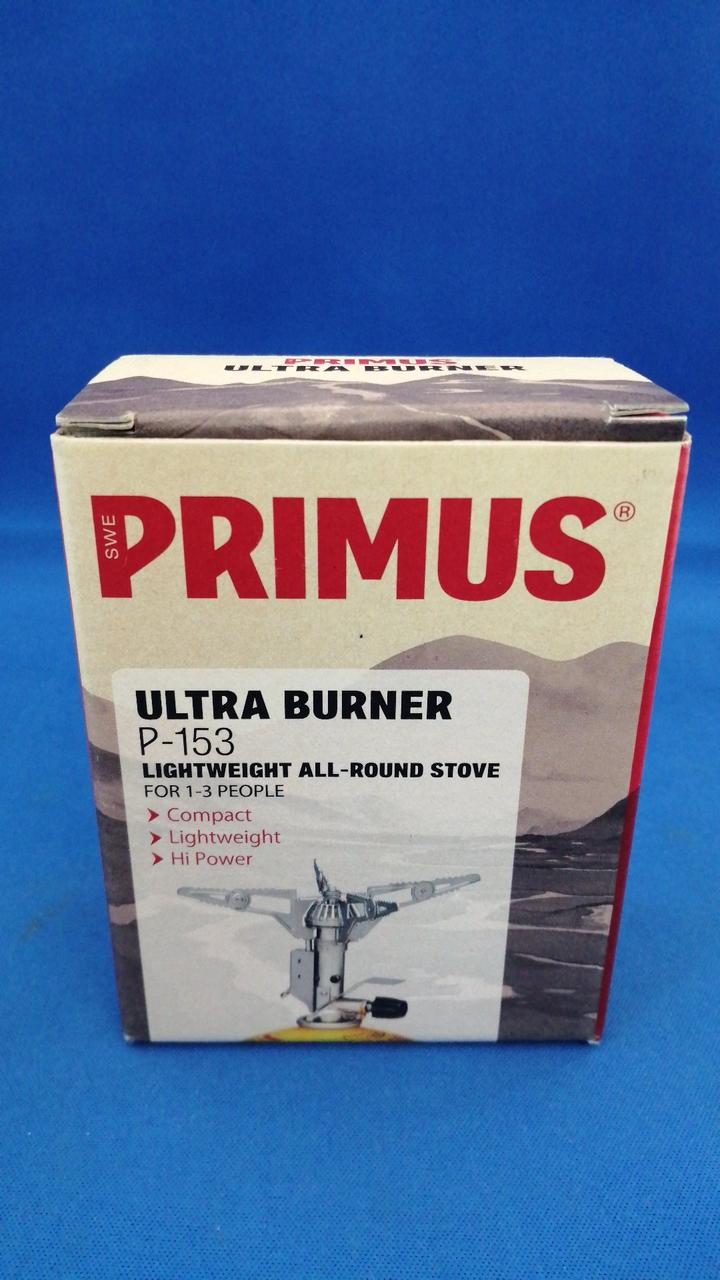 PRIMUS
ULTRA BURNER
SWE
PRIMUS®
ULTRA BURNER
P-153
LIGHTWEIGHT ALL-ROUND STOVE
FOR 1-3 PEOPLE
Compact
Lightweight
Hi Power